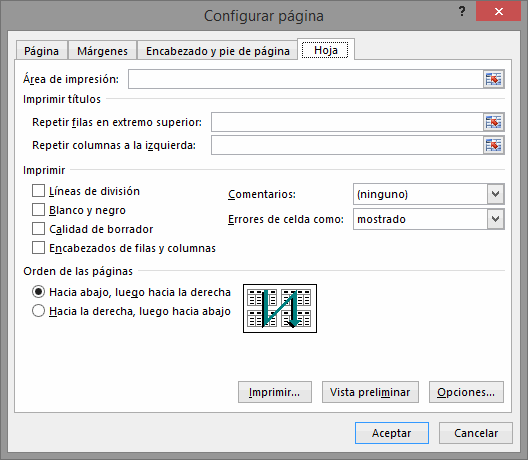 Configurar página
?
Página Márgenes Encabezado y pie de página Hoja
Área de impresión:
Imprimir títulos
Repetir filas en extremo superior:
Repetir columnas a la izquierda:
Imprimir
Líneas de división
Blanco y negro
Calidad de borrador
Encabezados de filas y columnas
Comentarios: (ninguno)
Errores de celda como: mostrado
Orden de las páginas
Hacia abajo, luego hacia la derecha
Hacia la derecha, luego hacia abajo
Imprimir... Vista preliminar Opciones...
Aceptar Cancelar